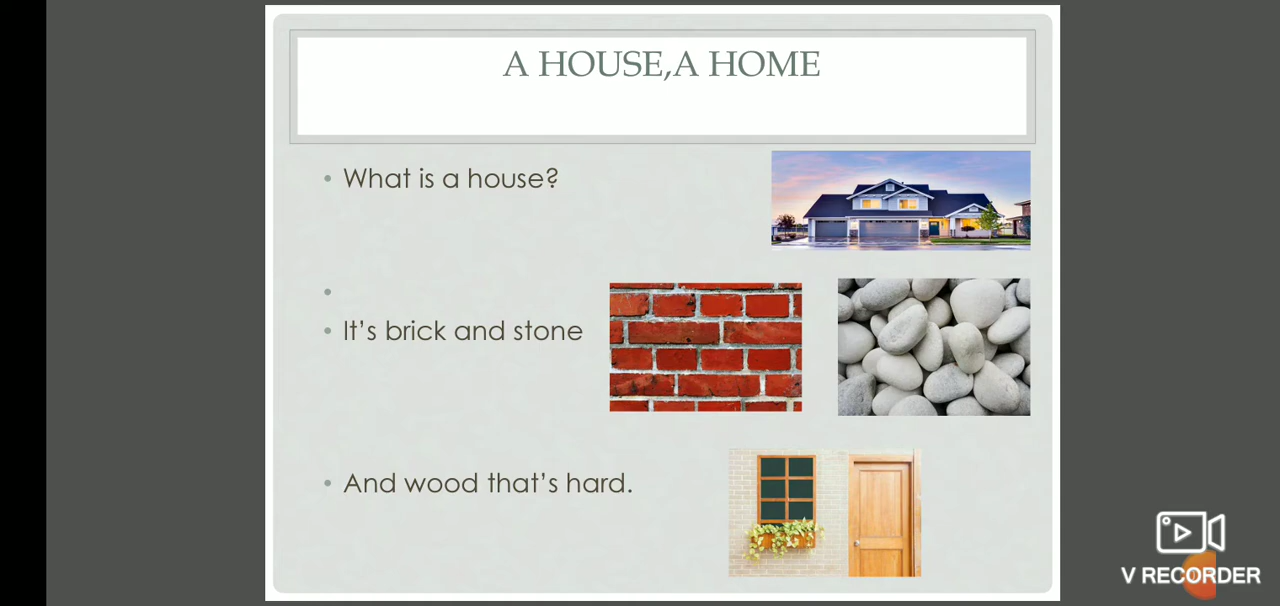 A HOUSE,A HOME
• What is a house?
•
• It's brick and stone
• And wood that's hard.
V RECORDER